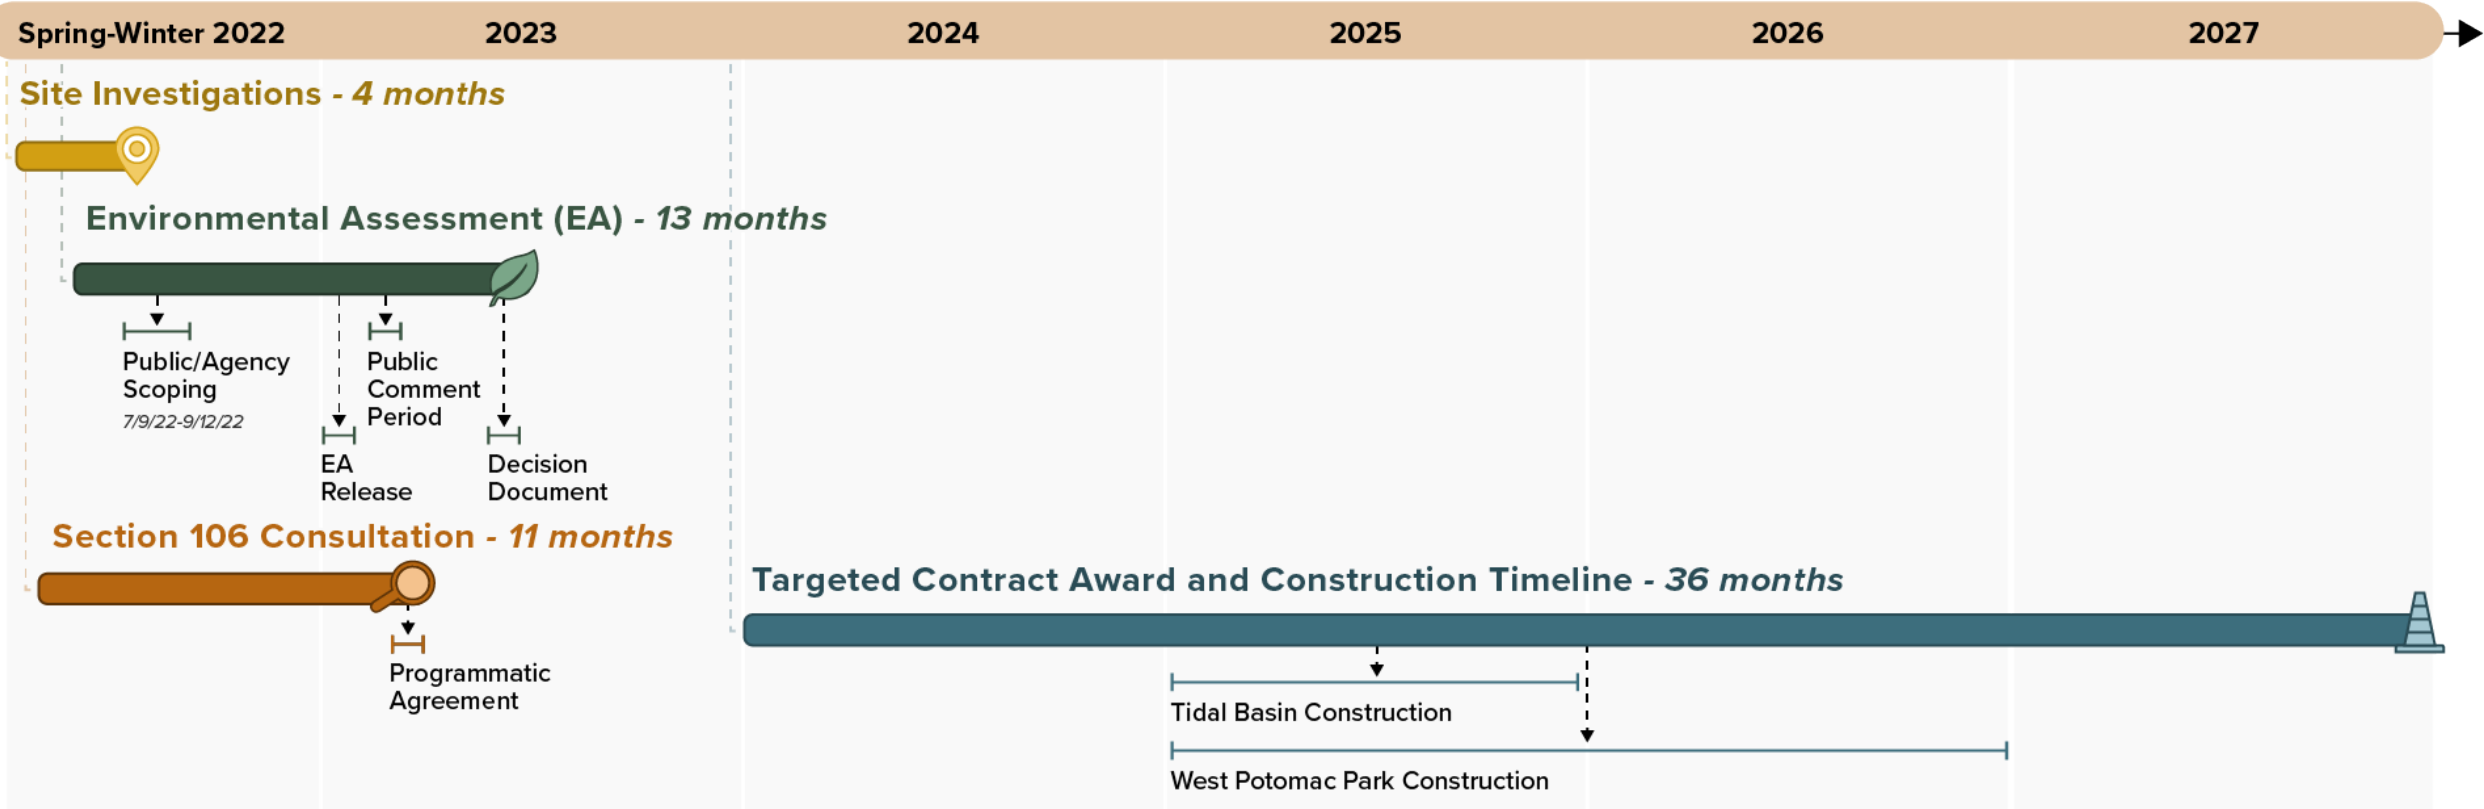 Spring-Winter 2022 2023 2024 2025 2026 2027
Site Investigations - 4 months
Environmental Assessment (EA) - 13 months
Public/Agency
Scoping
7/9/22-9/12/22
Public
Comment
Period
EA
Release
Decision
Document
Section 106 Consultation - 11 months
Programmatic
Agreement
Targeted Contract Award and Construction Timeline - 36 months
Tidal Basin Construction
West Potomac Park Construction